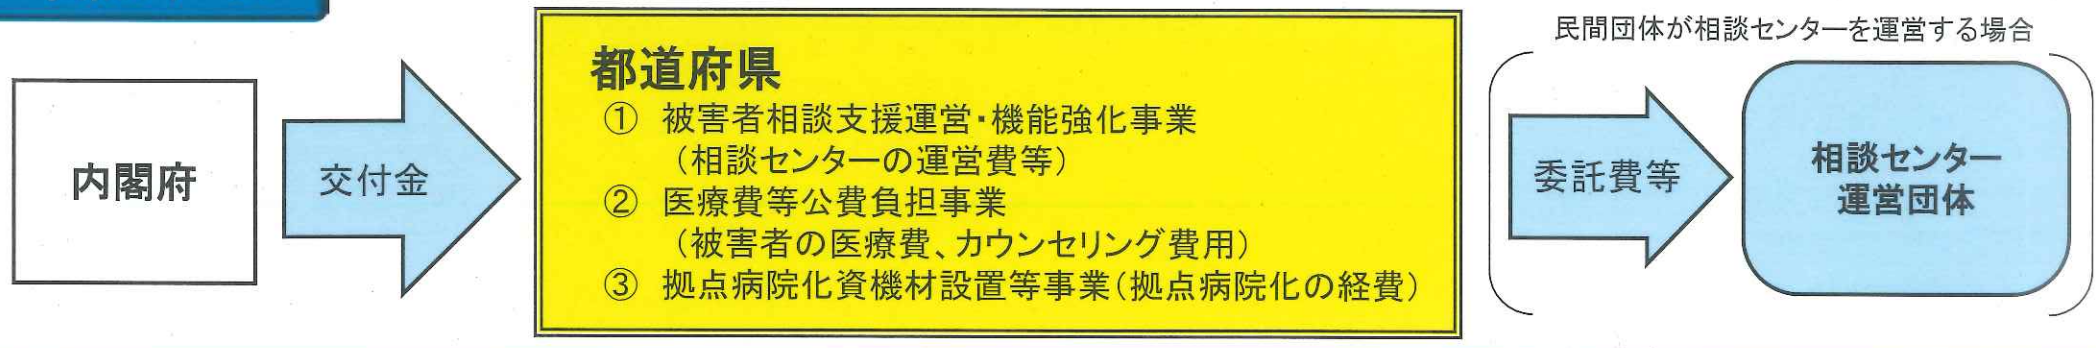 内閣府
交付金
都道府県
① 被害者相談支援運営・機能強化事業
（相談センターの運営費等）
② 医療費等公費負担事業
（被害者の医療費、カウンセリング費用）
③ 拠点病院化資機材設置等事業（拠点病院化の経費）
民間団体が相談センターを運営する場合
委託費等
相談センター
運営団体